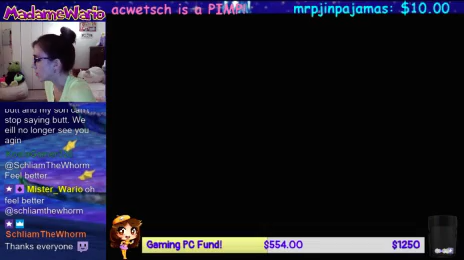 MadameWario
acwetsch is a PIMP!
mrpjinpajamas: $10.00
butt and my son can't
stop saying butt. We
eill no longer see you
agin
@SchliamTheWhorm
Feel better...
Mister_Wario oh
feel better
@schliamthewhorm
SchliamTheWhorm
Thanks everyone
Gaming PC Fund!
$554.00
$1250